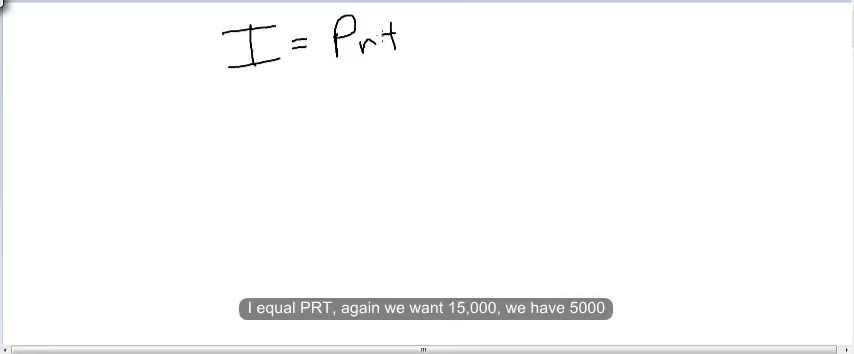 I = Prt
I equal PRT, again we want 15,000, we have 5000